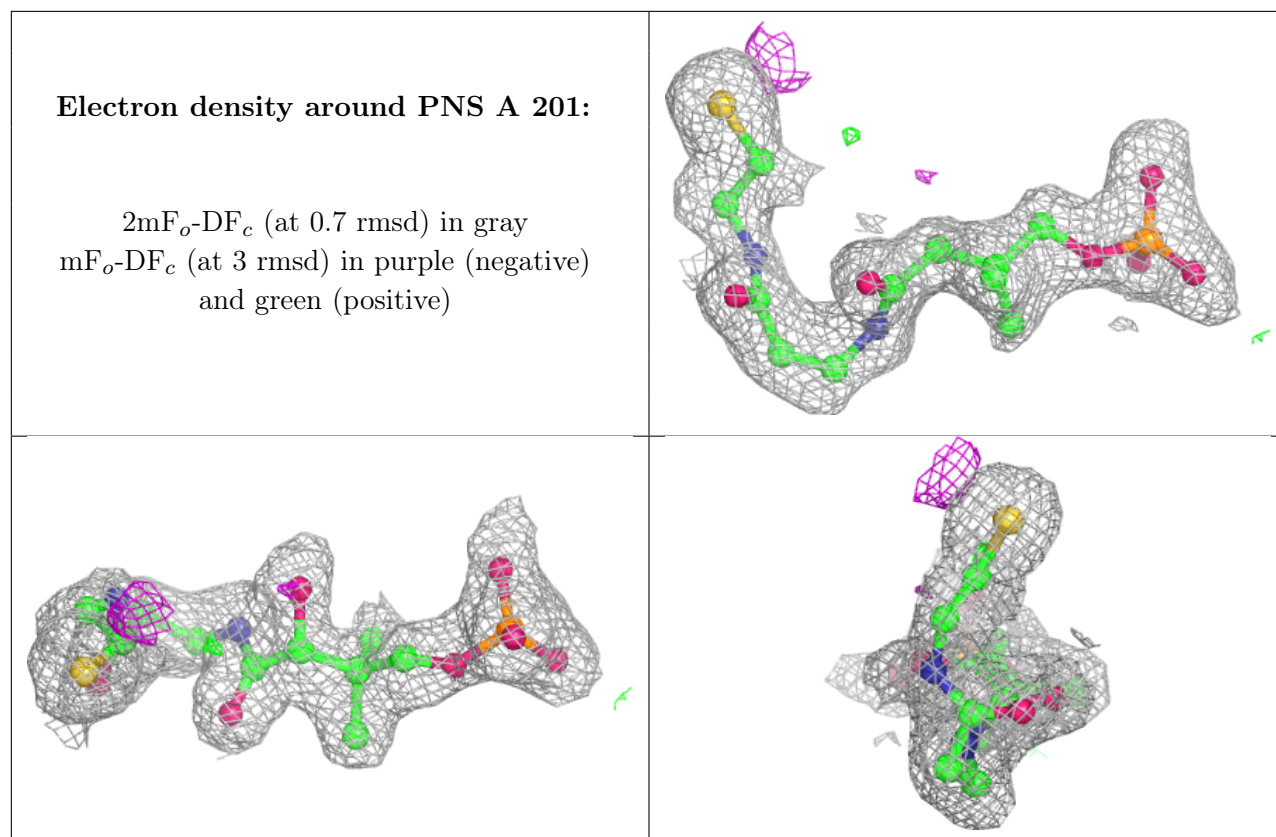 Electron density around PNS A 201:
2mFₒ-DF𝒸 (at 0.7 rmsd) in gray
mFₒ-DF𝒸 (at 3 rmsd) in purple (negative)
and green (positive)